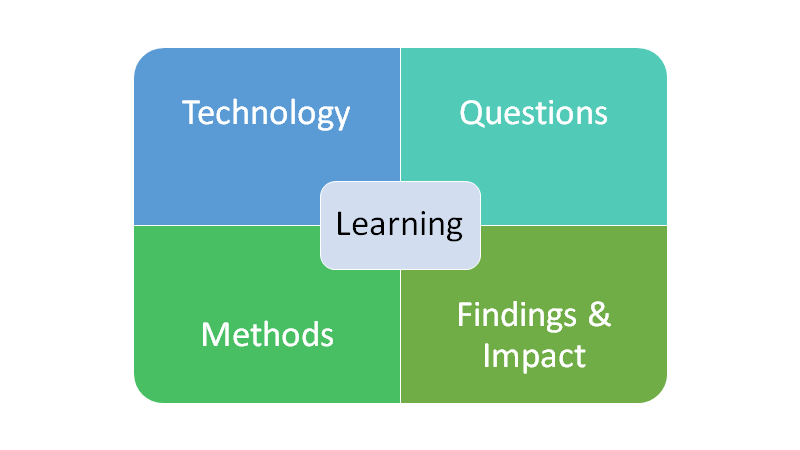 Technology
Questions
Learning
Methods
Findings &
Impact